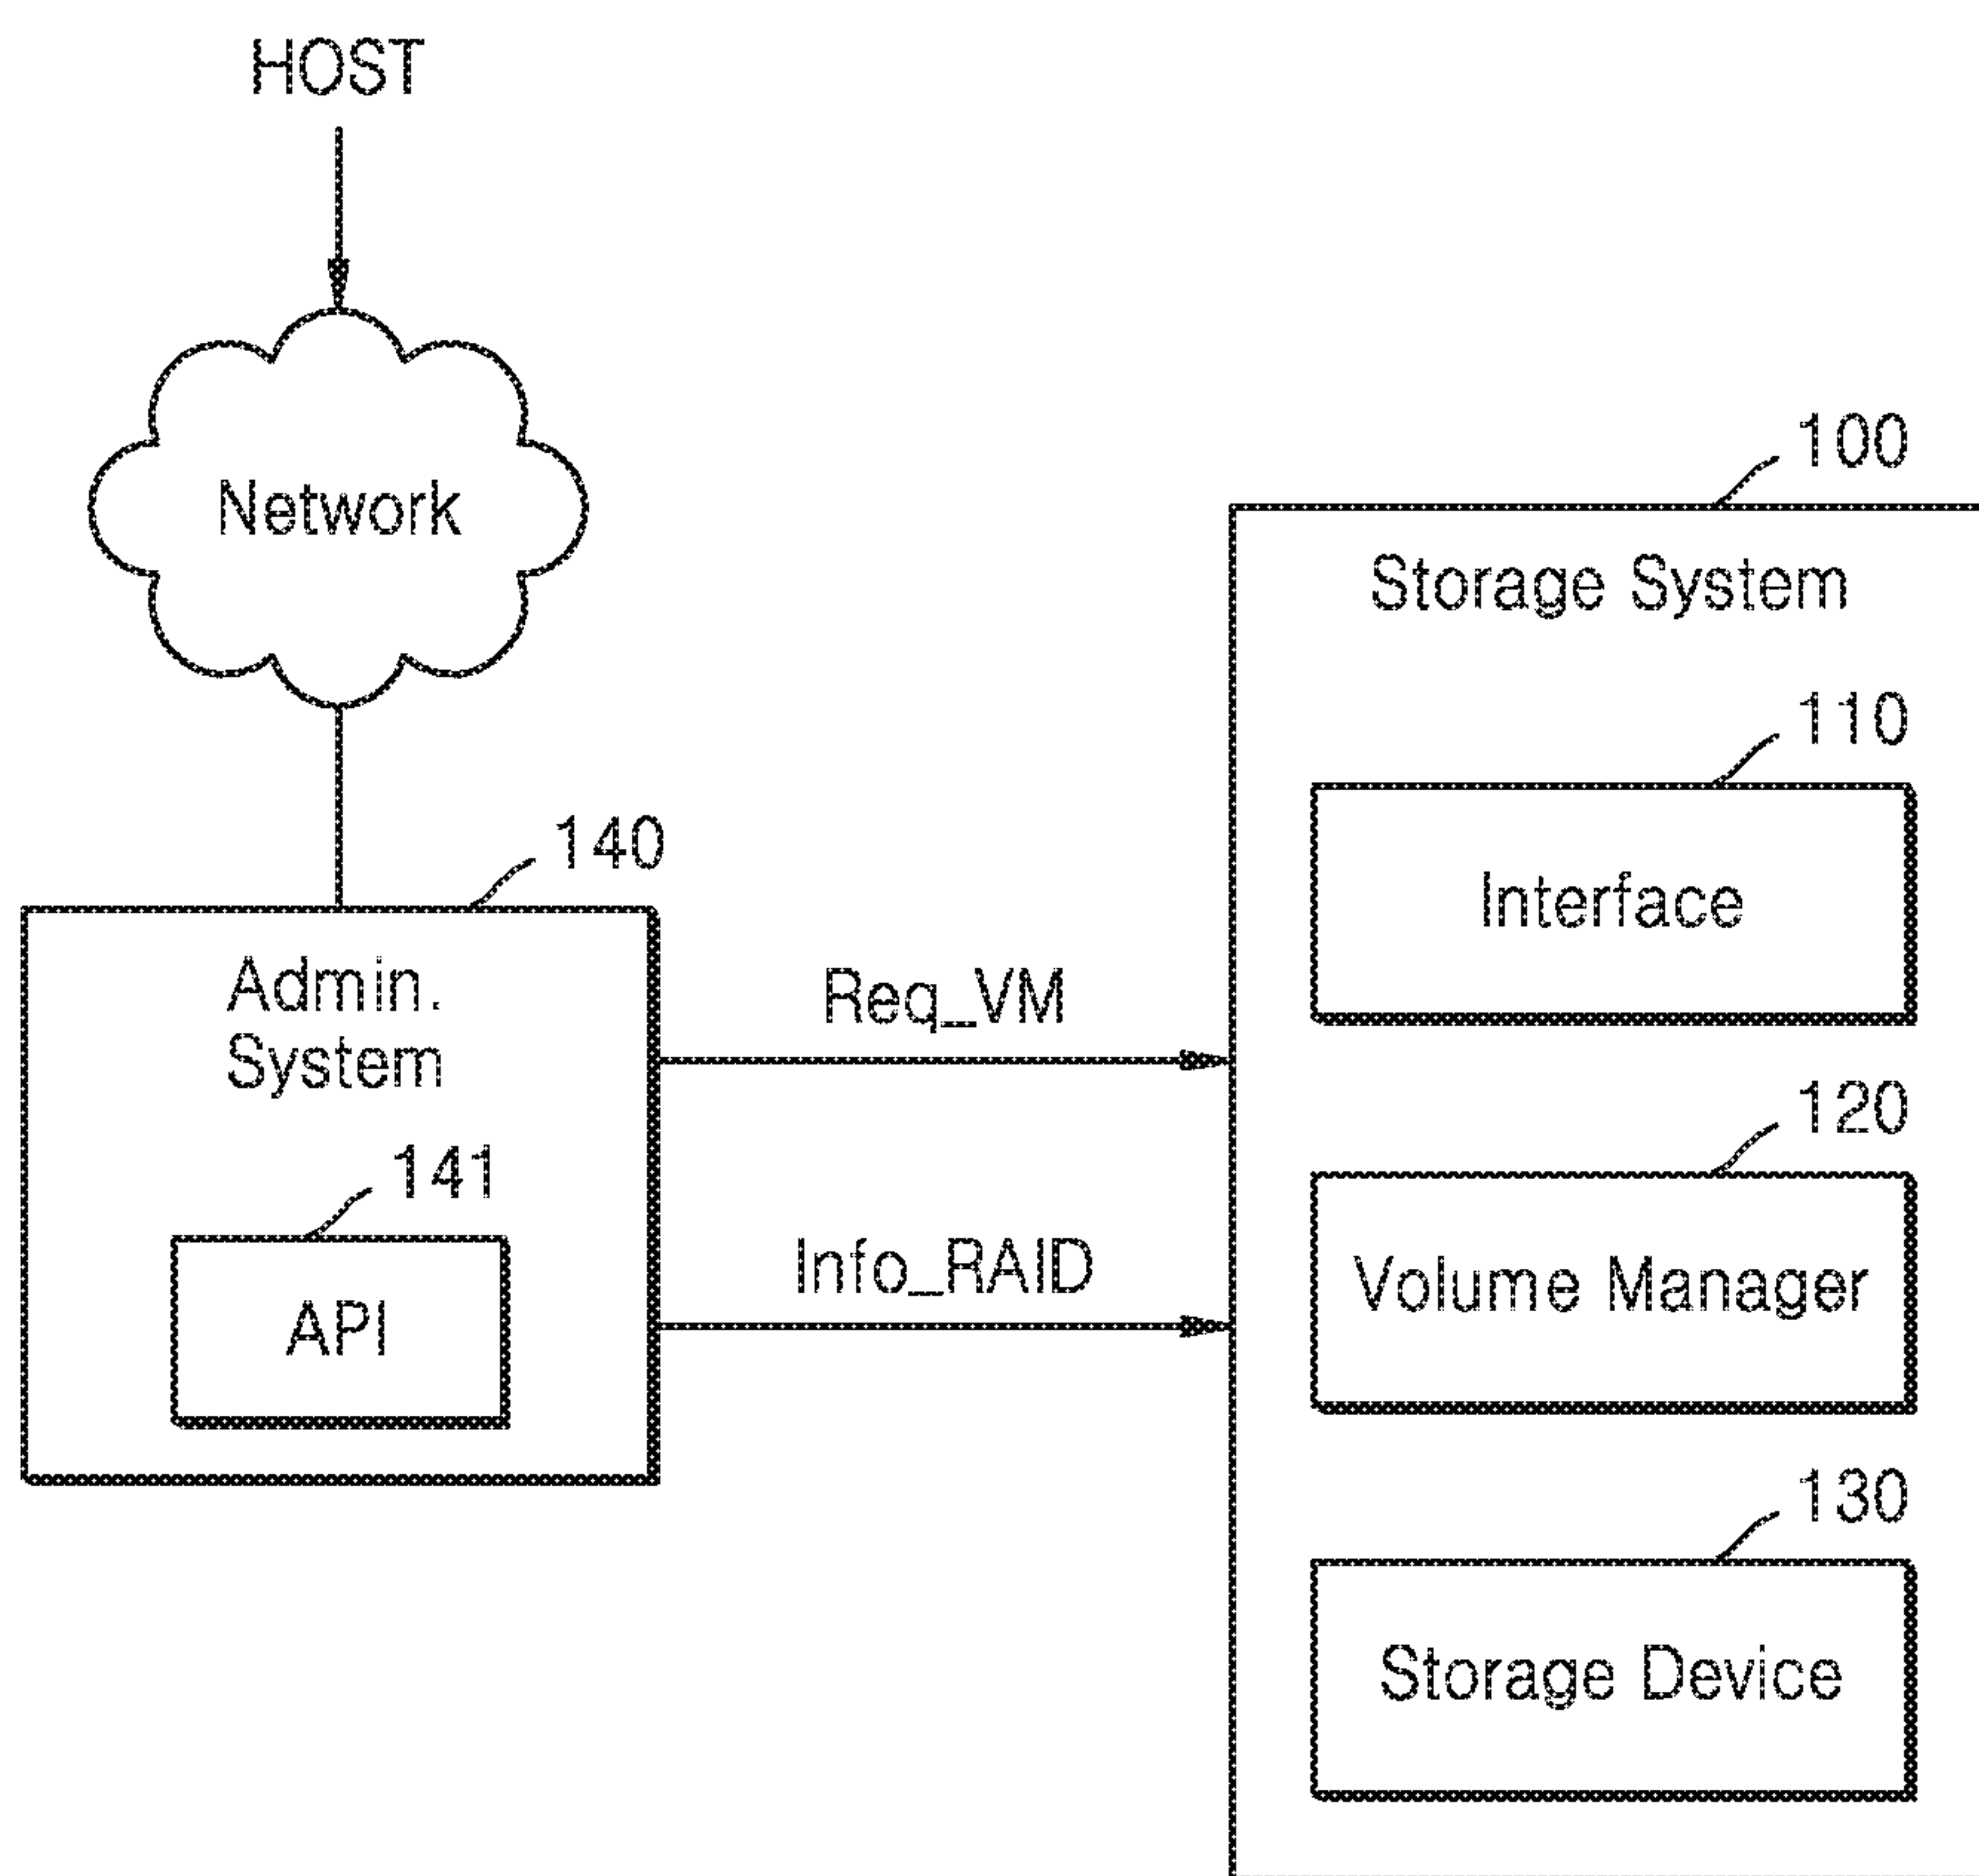 HOST
Network
100
Storage System
110
Interface
140
Admin.
System
Req_VM
120
Volume Manager
141
API
Info_RAID
130
Storage Device